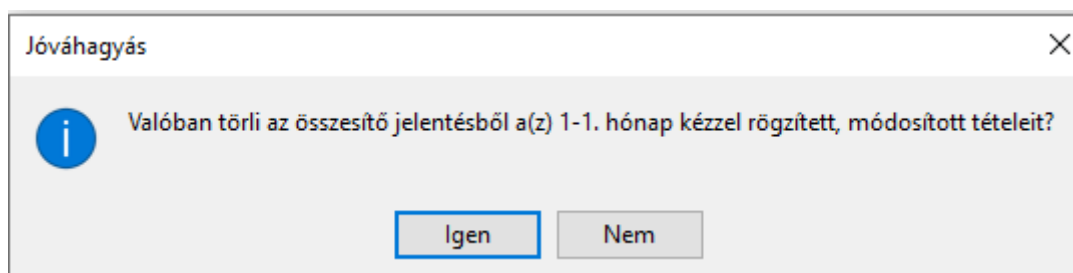 Jóváhagyás
Valóban törli az összesítő jelentésből a(z) 1-1. hónap kézzel rögzített, módosított tételeit?
Igen
Nem